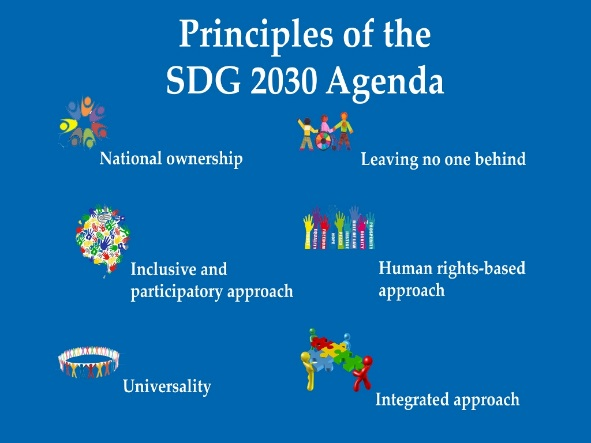 Principles of the
SDG 2030 Agenda
National ownership
Leaving no one behind
Inclusive and
participatory approach
Human rights-based
approach
Universality
Integrated approach